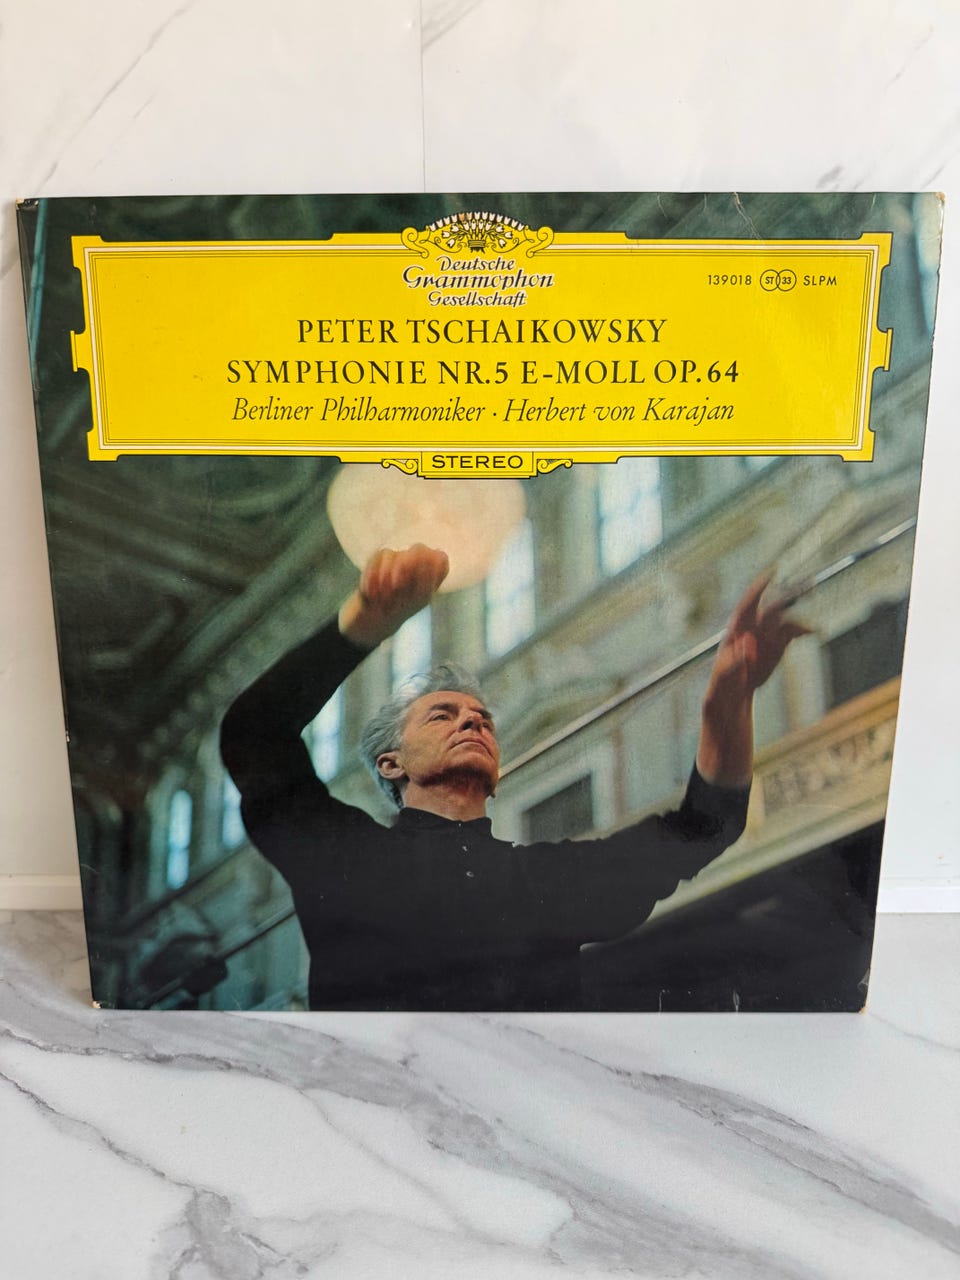 Deutsche
Grammophon
Gesellschaft
139018 ST 33 SLPM
PETER TSCHAIKOWSKY
SYMPHONIE NR.5 E-MOLL OP.64
Berliner Philharmoniker · Herbert von Karajan
STEREO